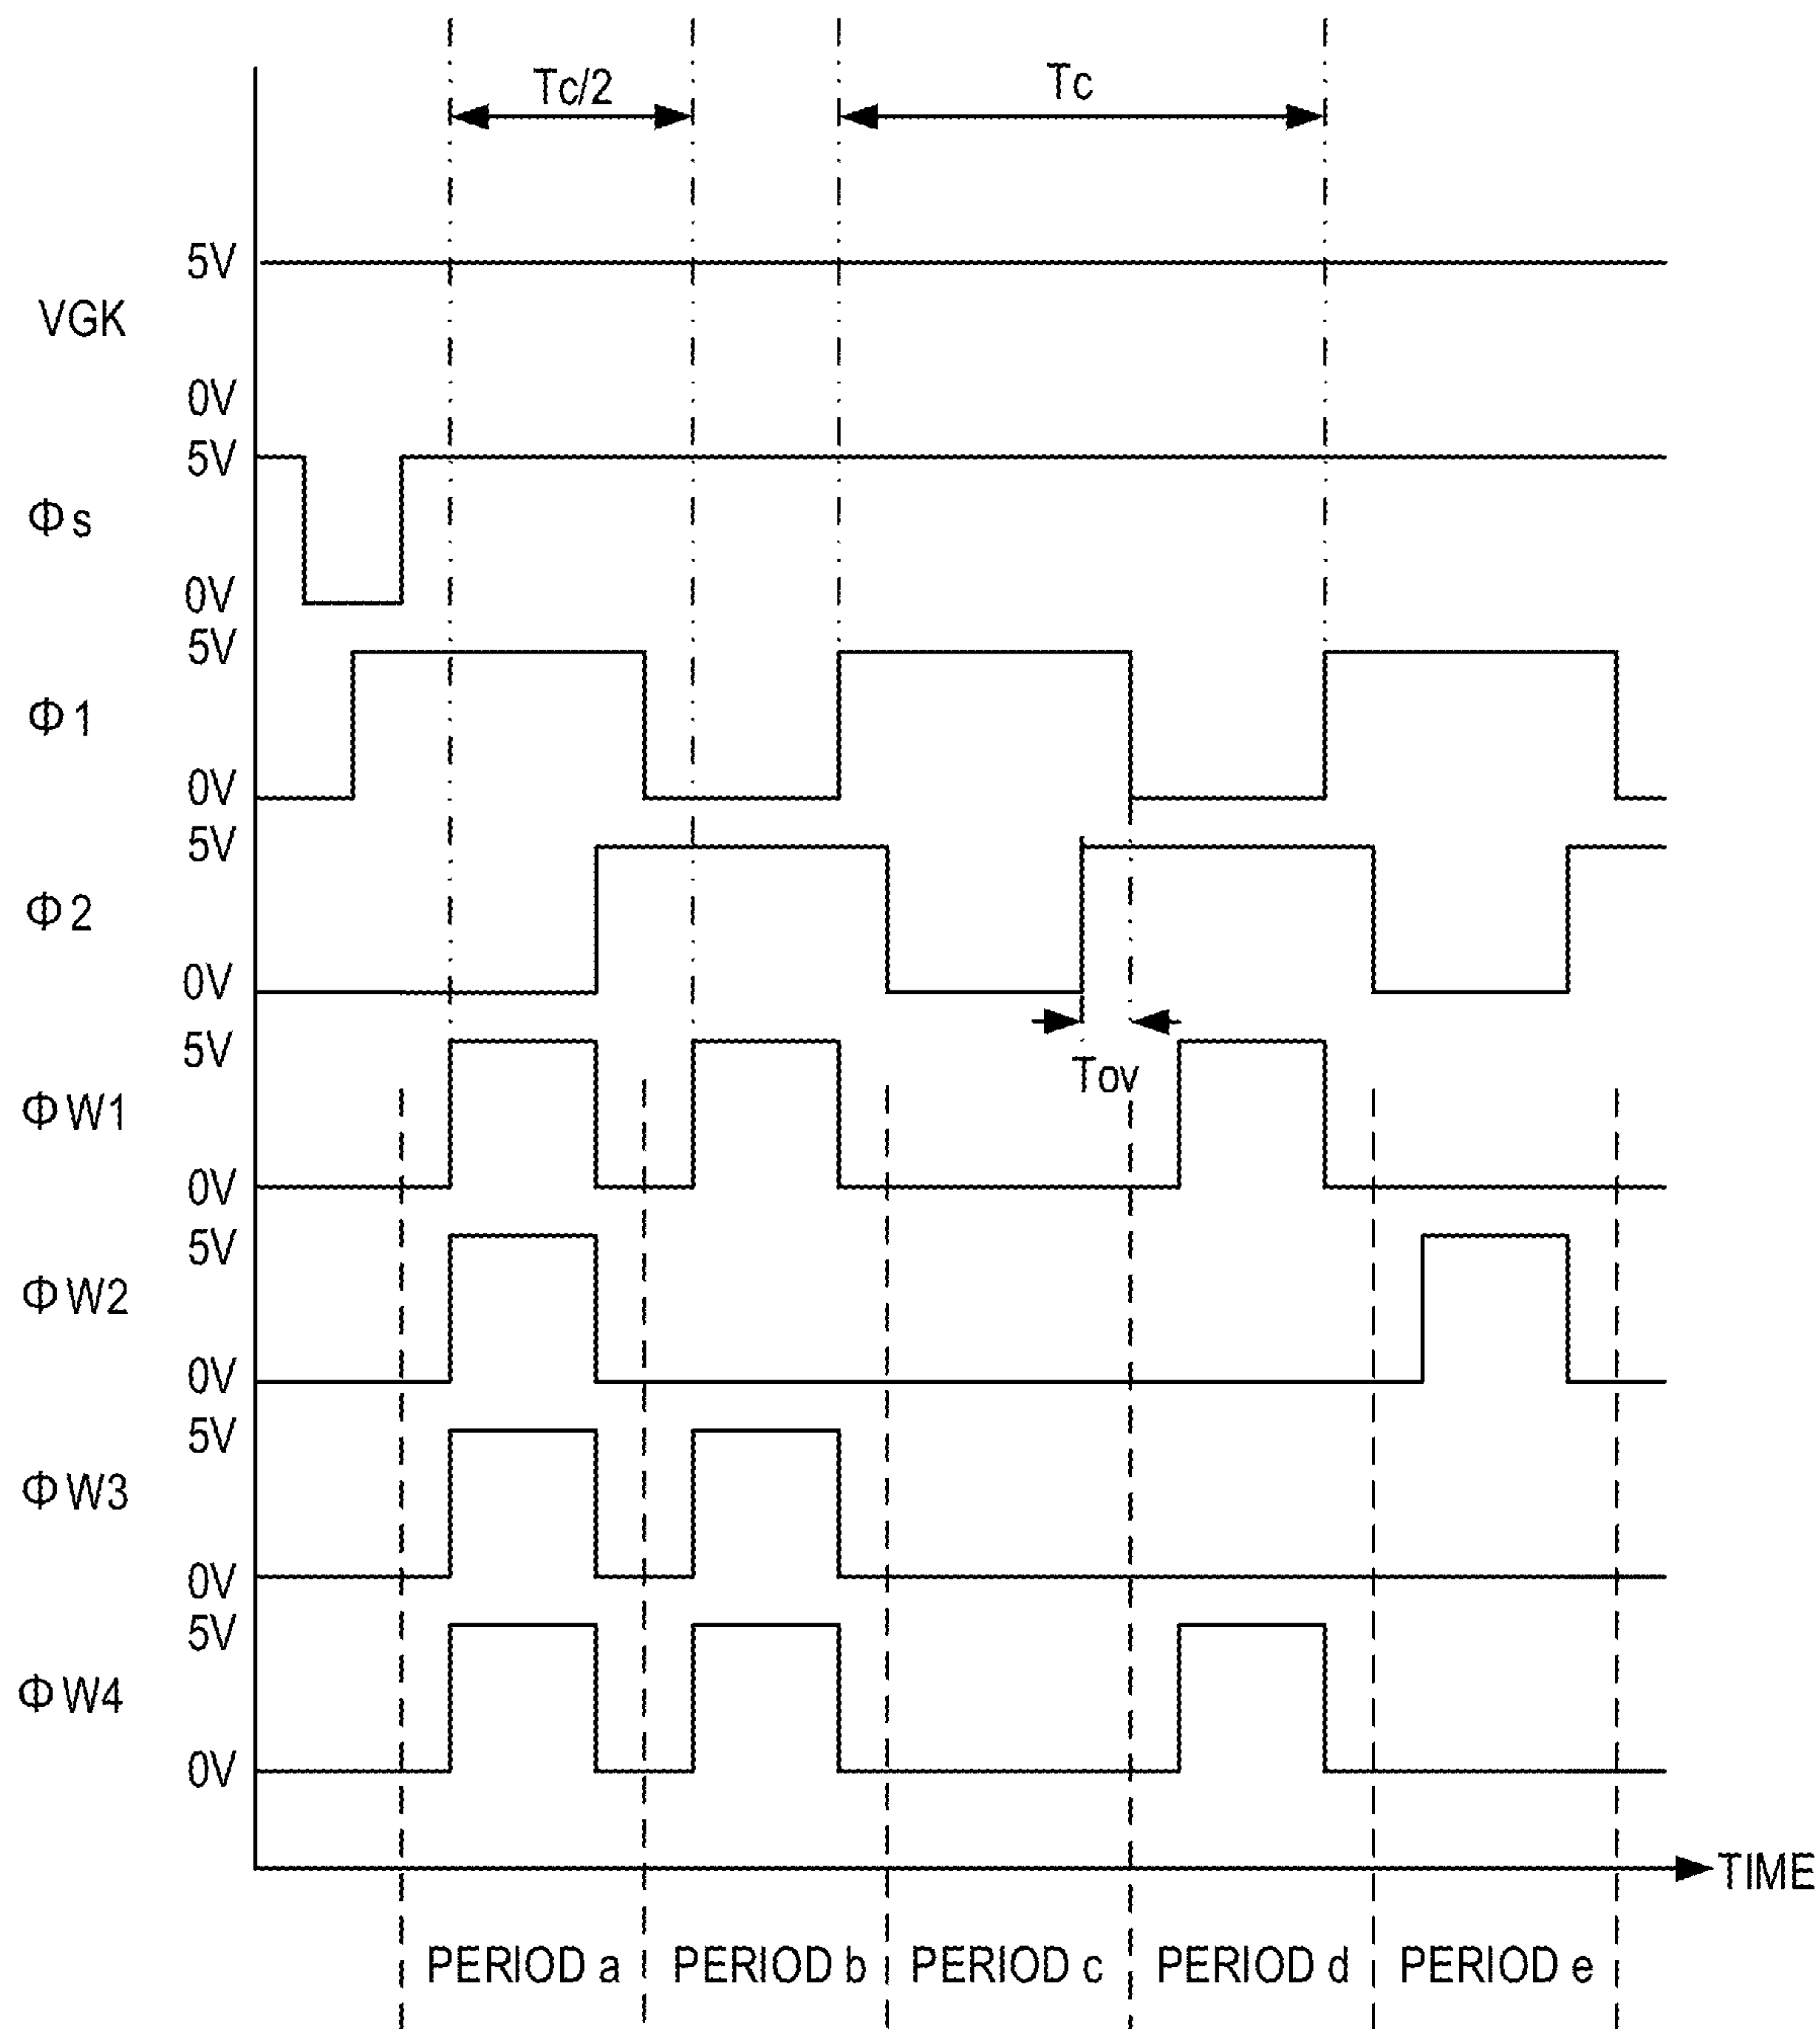 Tc/2
Tc
5V
VGK
0V
5V
Φs
0V
5V
Φ1
0V
5V
Φ2
0V
Tov
5V
ΦW1
0V
5V
ΦW2
0V
5V
ΦW3
0V
5V
ΦW4
0V
TIME
PERIOD a
PERIOD b
PERIOD c
PERIOD d
PERIOD e